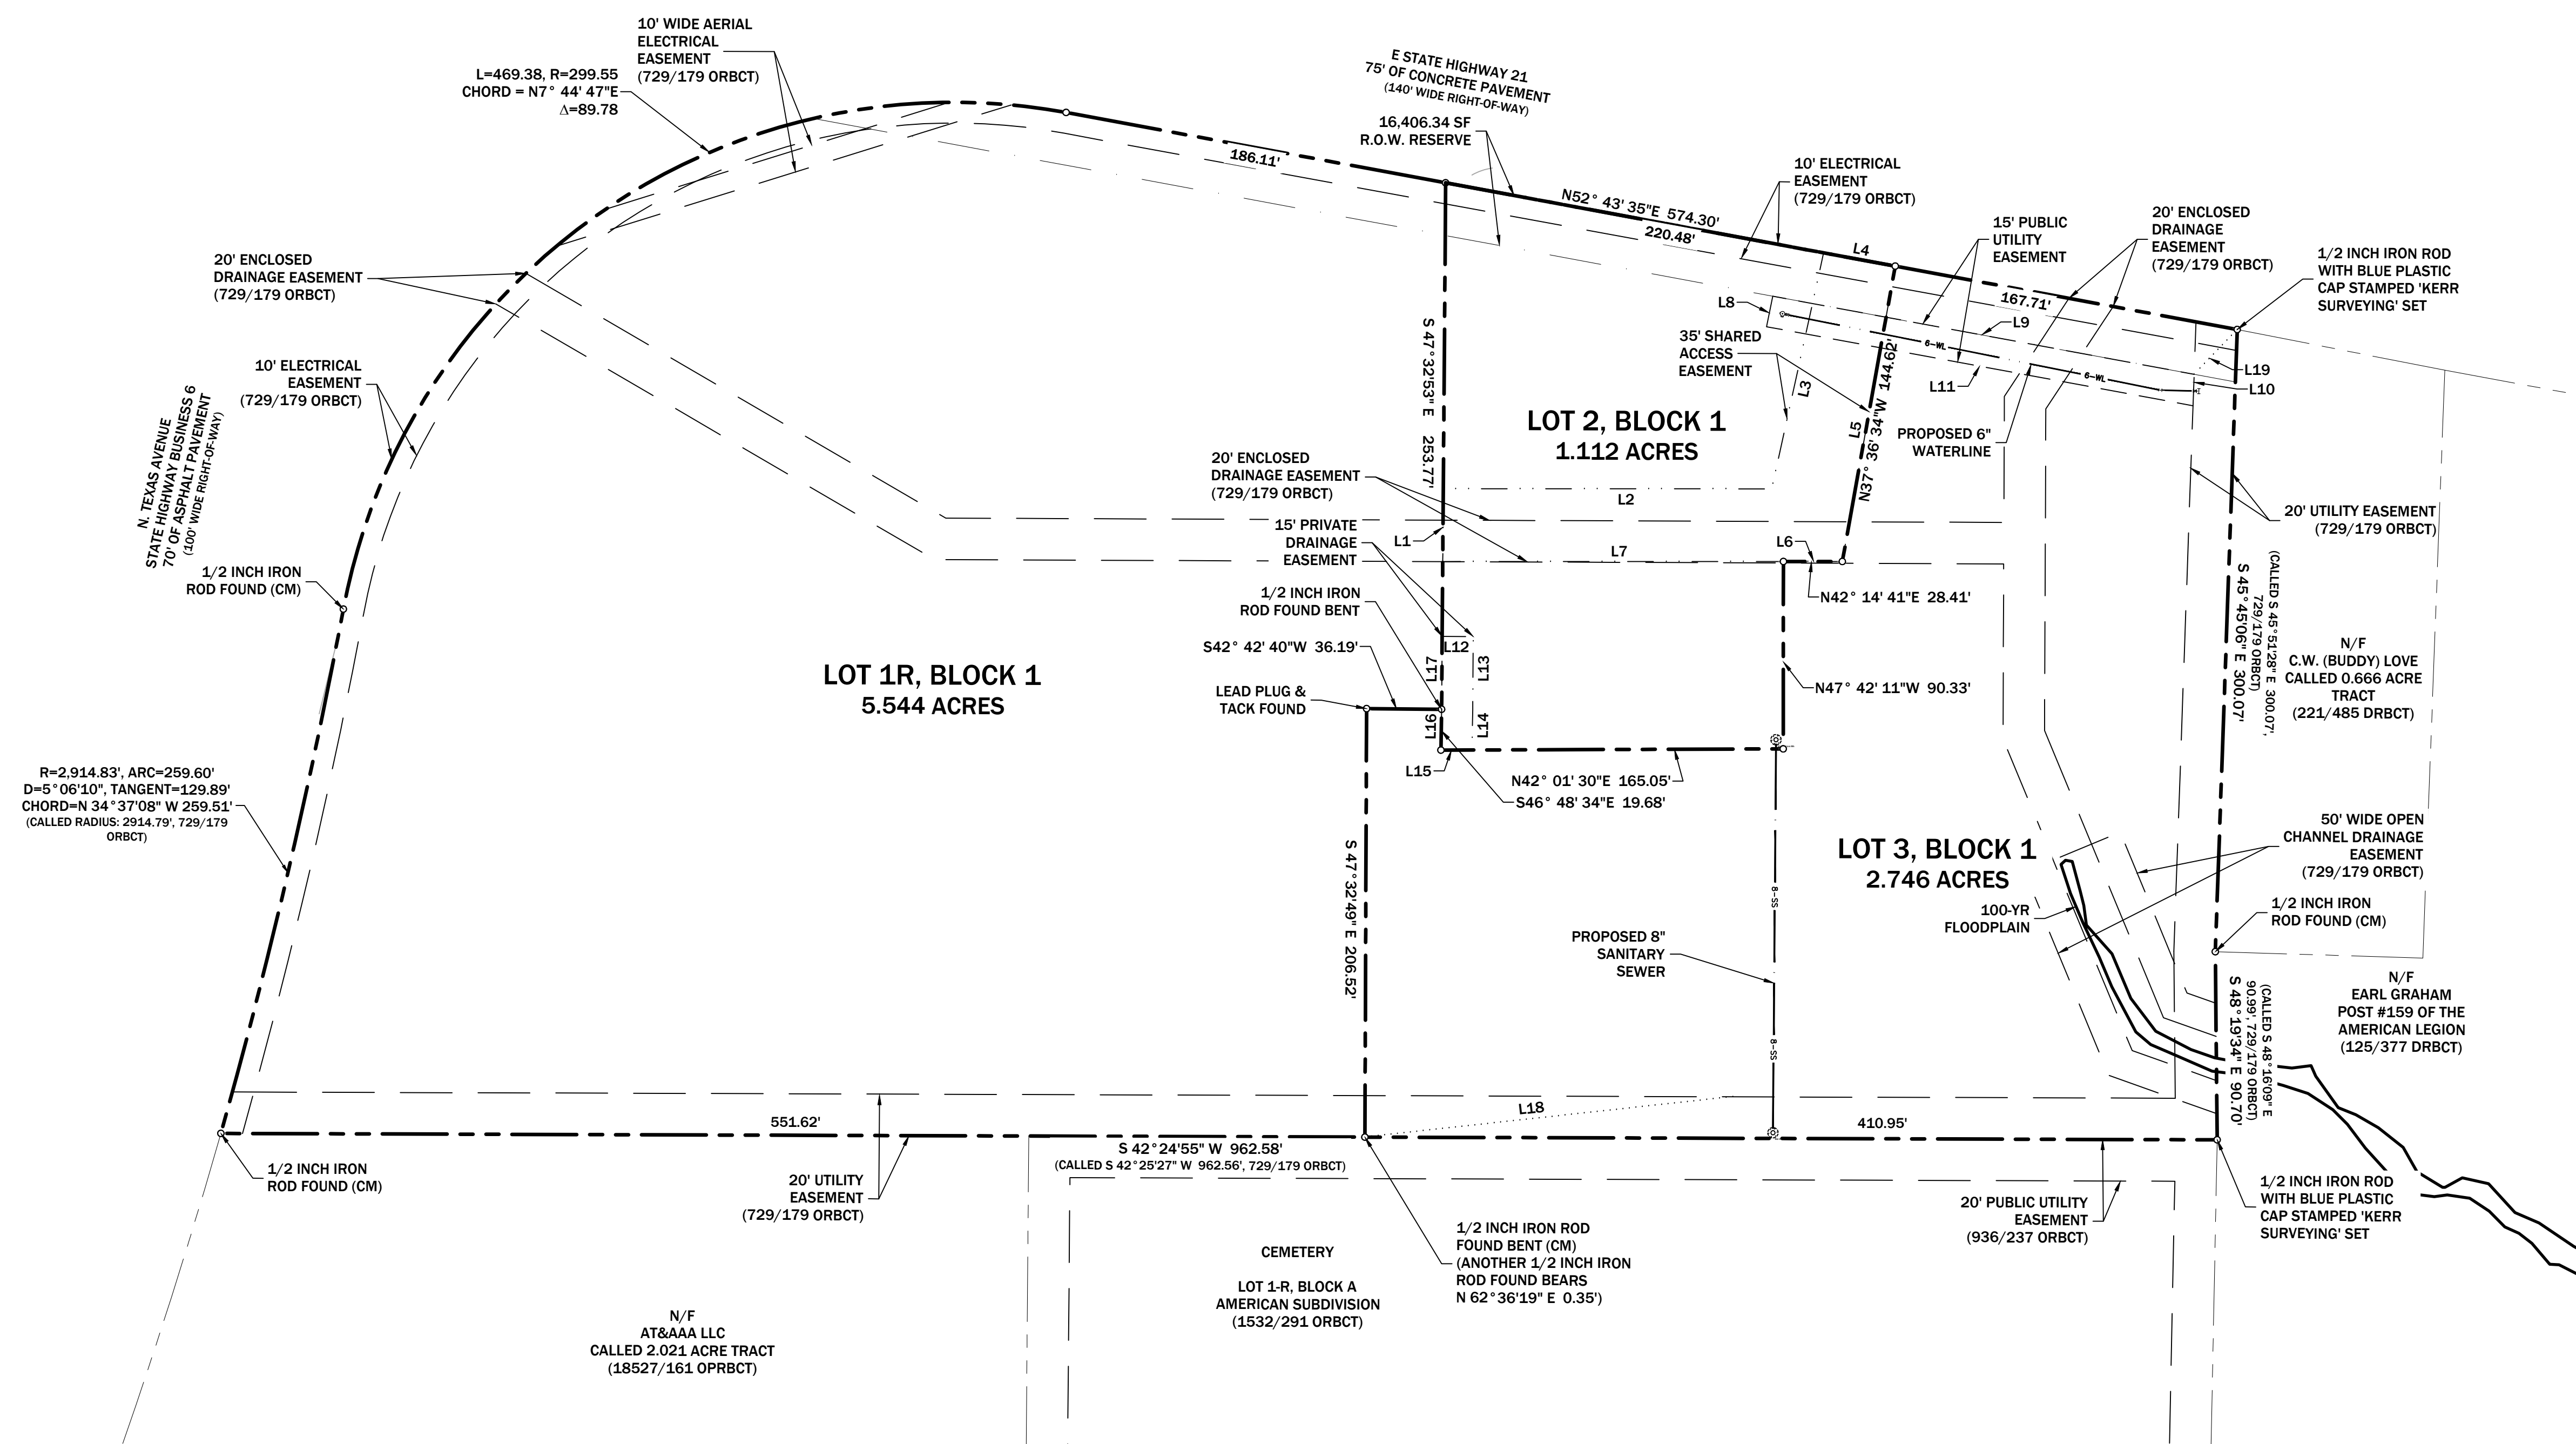 10' WIDE AERIAL
ELECTRICAL
EASEMENT
(729/179 ORBCT)
L=469.38, R=299.55
CHORD = N7° 44' 47"E
Δ=89.78
E STATE HIGHWAY 21
75' OF CONCRETE PAVEMENT
(140' WIDE RIGHT-OF-WAY)
16,406.34 SF
R.O.W. RESERVE
186.11'
N52° 43' 35"E 574.30'
220.48'
10' ELECTRICAL
EASEMENT
(729/179 ORBCT)
L4
15' PUBLIC
UTILITY
EASEMENT
20' ENCLOSED
DRAINAGE
EASEMENT
(729/179 ORBCT)
1/2 INCH IRON ROD
WITH BLUE PLASTIC
CAP STAMPED 'KERR
SURVEYING' SET
167.71'
20' ENCLOSED
DRAINAGE EASEMENT
(729/179 ORBCT)
10' ELECTRICAL
EASEMENT
(729/179 ORBCT)
N. TEXAS AVENUE
STATE HIGHWAY BUSINESS 6
70' OF ASPHALT PAVEMENT
(100' WIDE RIGHT-OF-WAY)
1/2 INCH IRON
ROD FOUND (CM)
L8
L9
35' SHARED
ACCESS
EASEMENT
6-WL
6-WL
L19
L10
L11
L3
L5
N37° 36' 34"W 144.62'
S 47°32'53" E 253.77'
LOT 2, BLOCK 1
1.112 ACRES
PROPOSED 6"
WATERLINE
20' ENCLOSED
DRAINAGE EASEMENT
(729/179 ORBCT)
L2
15' PRIVATE
DRAINAGE
EASEMENT
L1
L7
L6
20' UTILITY EASEMENT
(729/179 ORBCT)
1/2 INCH IRON
ROD FOUND BENT
N42° 14' 41"E 28.41'
S42° 42' 40"W 36.19'
L12
L17
L13
LOT 1R, BLOCK 1
5.544 ACRES
LEAD PLUG &
TACK FOUND
L16
L14
N47° 42' 11"W 90.33'
(CALLED S 45°51'28" E 300.07',
729/179 ORBCT)
S 45°45'06" E 300.07'
N/F
C.W. (BUDDY) LOVE
CALLED 0.666 ACRE
TRACT
(221/485 DRBCT)
L15
N42° 01' 30"E 165.05'
S46° 48' 34"E 19.68'
R=2,914.83', ARC=259.60'
D=5°06'10", TANGENT=129.89'
CHORD=N 34°37'08" W 259.51'
(CALLED RADIUS: 2914.79', 729/179
ORBCT)
S 47°32'49" E 206.52'
LOT 3, BLOCK 1
2.746 ACRES
8-SS
50' WIDE OPEN
CHANNEL DRAINAGE
EASEMENT
(729/179 ORBCT)
100-YR
FLOODPLAIN
1/2 INCH IRON
ROD FOUND (CM)
PROPOSED 8"
SANITARY
SEWER
8-SS
N/F
EARL GRAHAM
POST #159 OF THE
AMERICAN LEGION
(125/377 DRBCT)
(CALLED S 48°16'09" E
90.99', 729/179 ORBCT)
S 48°19'34" E 90.70'
551.62'
L18
410.95'
S 42°24'55" W 962.58'
(CALLED S 42°25'27" W 962.56', 729/179 ORBCT)
1/2 INCH IRON
ROD FOUND (CM)
20' UTILITY
EASEMENT
(729/179 ORBCT)
20' PUBLIC UTILITY
EASEMENT
(936/237 ORBCT)
1/2 INCH IRON ROD
WITH BLUE PLASTIC
CAP STAMPED 'KERR
SURVEYING' SET
1/2 INCH IRON ROD
FOUND BENT (CM)
(ANOTHER 1/2 INCH IRON
ROD FOUND BEARS
N 62°36'19" E 0.35')
CEMETERY
LOT 1-R, BLOCK A
AMERICAN SUBDIVISION
(1532/291 ORBCT)
N/F
AT&AAA LLC
CALLED 2.021 ACRE TRACT
(18527/161 OPRBCT)